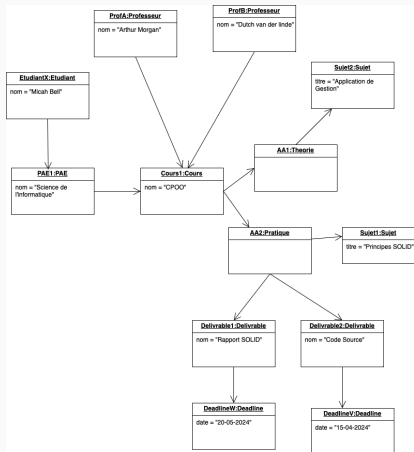 ProfA:Professeur
nom = "Arthur Morgan"
ProfB:Professeur
nom = "Dutch van der linde"
EtudiantX:Etudiant
nom = "MIcah Bell"
Sujet2:Sujet
titre = "Application de
Gestion"
PAE1:PAE
nom = "Science de
l'informatique"
Cours1:Cours
nom = "CPOO"
AA1:Theorie
AA2:Pratique
Sujet1:Sujet
titre = "Principes SOLID"
Delivrable1:Delivrable
nom = "Rapport SOLID"
Delivrable2:Delivrable
nom = "Code Source"
DeadlineW:Deadline
date = "20-05-2024"
DeadlineV:Deadline
date = "15-04-2024"